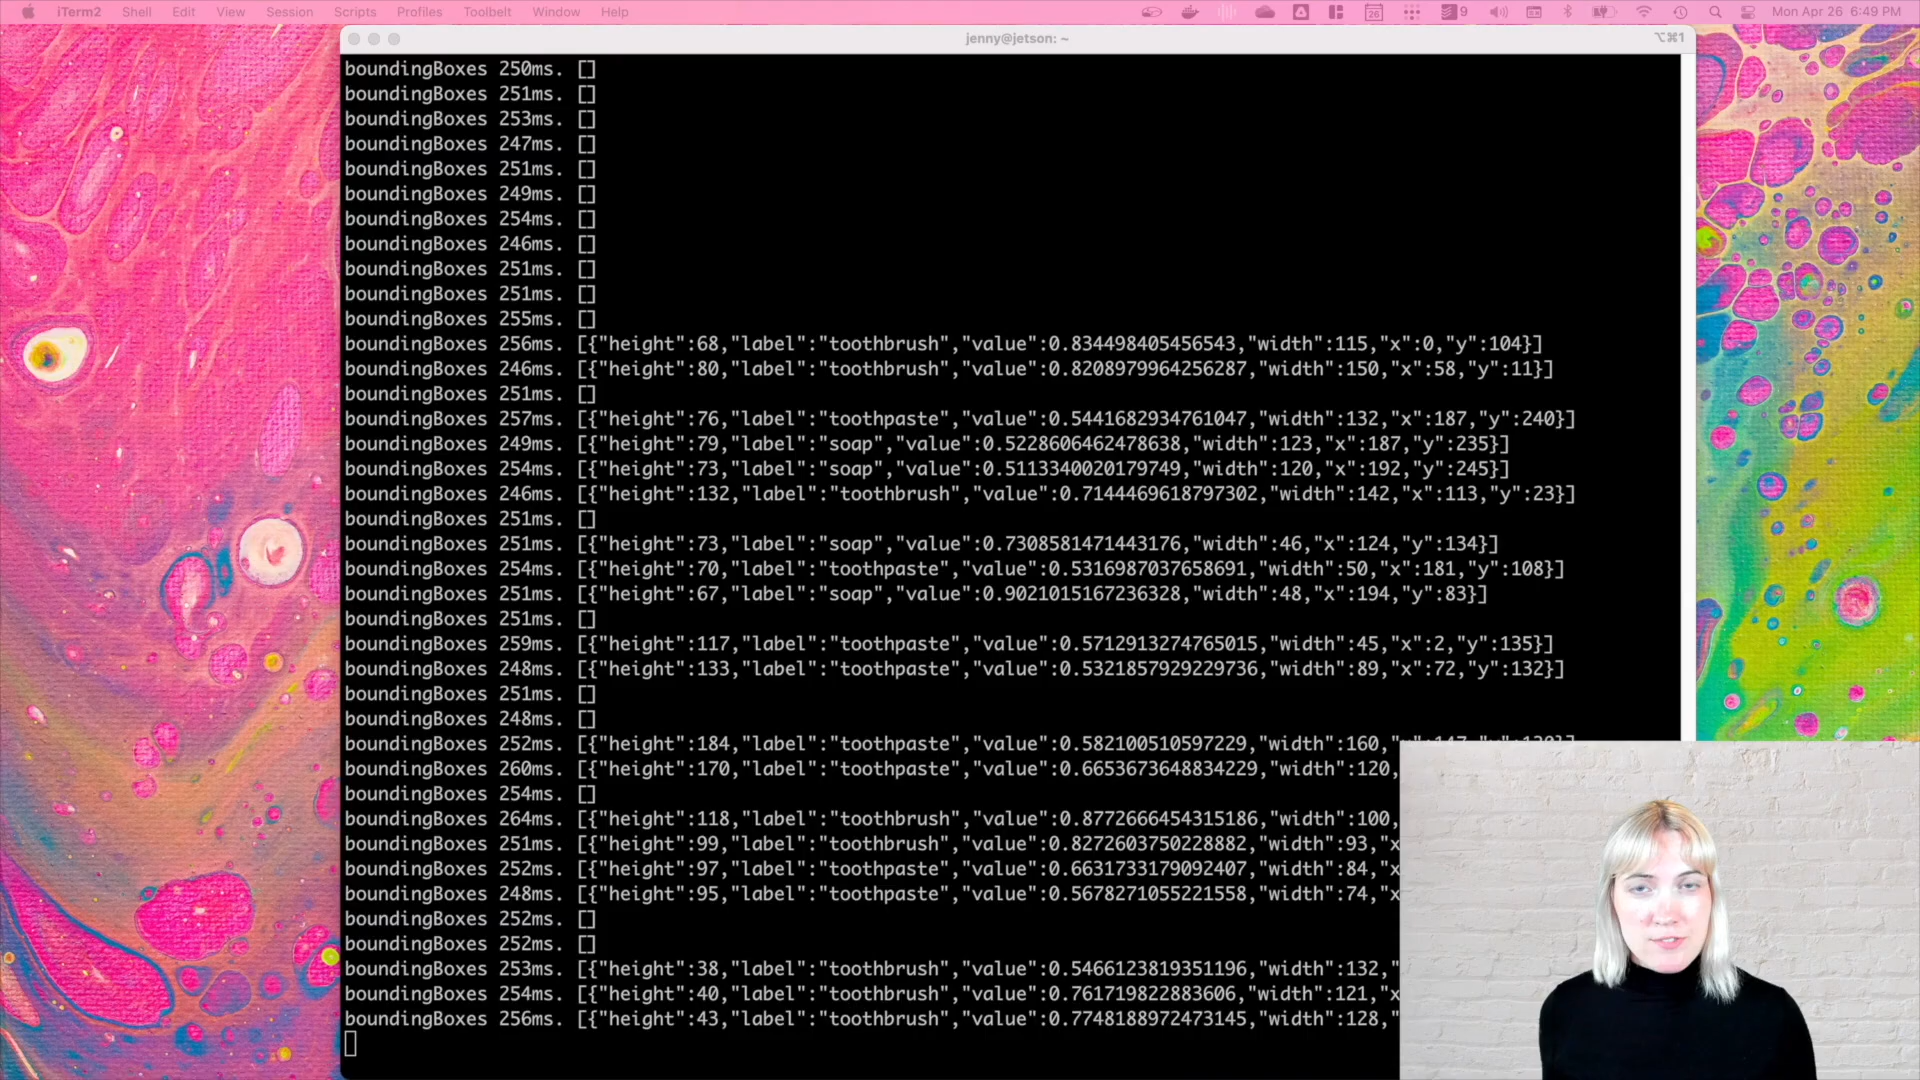 iTerm2 Shell Edit View Session Scripts Profiles Toolbelt Window Help 26 9 Mon Apr 26 6:49 PM
jenny@jetson: ~ ⌥⌘1
boundingBoxes 250ms. []
boundingBoxes 251ms. []
boundingBoxes 253ms. []
boundingBoxes 247ms. []
boundingBoxes 251ms. []
boundingBoxes 249ms. []
boundingBoxes 254ms. []
boundingBoxes 246ms. []
boundingBoxes 251ms. []
boundingBoxes 251ms. []
boundingBoxes 255ms. []
boundingBoxes 256ms. [{"height":68,"label":"toothbrush","value":0.834498405456543,"width":115,"x":0,"y":104}]
boundingBoxes 246ms. [{"height":80,"label":"toothbrush","value":0.8208979964256287,"width":150,"x":58,"y":11}]
boundingBoxes 251ms. []
boundingBoxes 257ms. [{"height":76,"label":"toothpaste","value":0.5441682934761047,"width":132,"x":187,"y":240}]
boundingBoxes 249ms. [{"height":79,"label":"soap","value":0.5228606462478638,"width":123,"x":187,"y":235}]
boundingBoxes 254ms. [{"height":73,"label":"soap","value":0.5113340020179749,"width":120,"x":192,"y":245}]
boundingBoxes 246ms. [{"height":132,"label":"toothbrush","value":0.7144469618797302,"width":142,"x":113,"y":23}]
boundingBoxes 251ms. []
boundingBoxes 251ms. [{"height":73,"label":"soap","value":0.7308581471443176,"width":46,"x":124,"y":134}]
boundingBoxes 254ms. [{"height":70,"label":"toothpaste","value":0.5316987037658691,"width":50,"x":181,"y":108}]
boundingBoxes 251ms. [{"height":67,"label":"soap","value":0.9021015167236328,"width":48,"x":194,"y":83}]
boundingBoxes 251ms. []
boundingBoxes 259ms. [{"height":117,"label":"toothpaste","value":0.5712913274765015,"width":45,"x":2,"y":135}]
boundingBoxes 248ms. [{"height":133,"label":"toothpaste","value":0.5321857929229736,"width":89,"x":72,"y":132}]
boundingBoxes 251ms. []
boundingBoxes 248ms. []
boundingBoxes 252ms. [{"height":184,"label":"toothpaste","value":0.582100510597229,"width":160,
boundingBoxes 260ms. [{"height":170,"label":"toothpaste","value":0.6653673648834229,"width":120,
boundingBoxes 254ms. []
boundingBoxes 264ms. [{"height":118,"label":"toothbrush","value":0.8772666454315186,"width":100,
boundingBoxes 251ms. [{"height":99,"label":"toothbrush","value":0.8272603750228882,"width":93,"x
boundingBoxes 252ms. [{"height":97,"label":"toothpaste","value":0.6631733179092407,"width":84,"x
boundingBoxes 248ms. [{"height":95,"label":"toothpaste","value":0.5678271055221558,"width":74,"x
boundingBoxes 252ms. []
boundingBoxes 252ms. []
boundingBoxes 253ms. [{"height":38,"label":"toothbrush","value":0.5466123819351196,"width":132,"
boundingBoxes 254ms. [{"height":40,"label":"toothbrush","value":0.761719822883606,"width":121,"x
boundingBoxes 256ms. [{"height":43,"label":"toothbrush","value":0.7748188972473145,"width":128,"